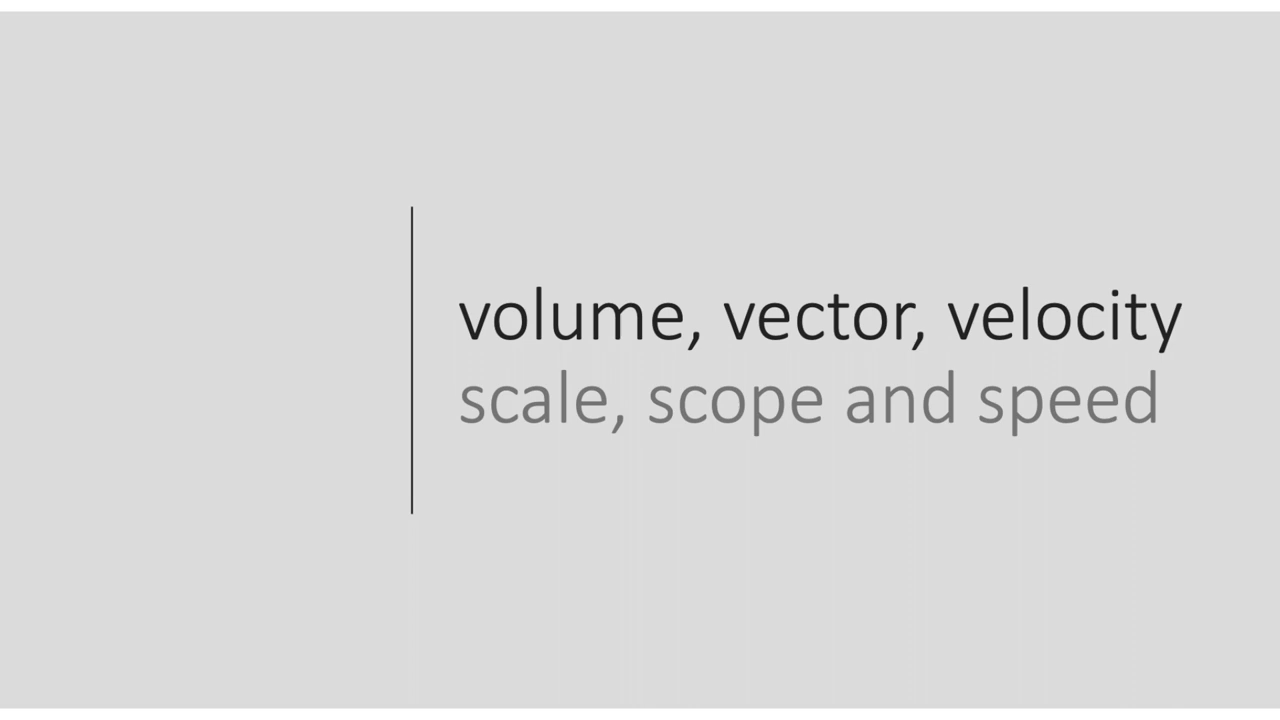 volume, vector, velocity
scale, scope and speed